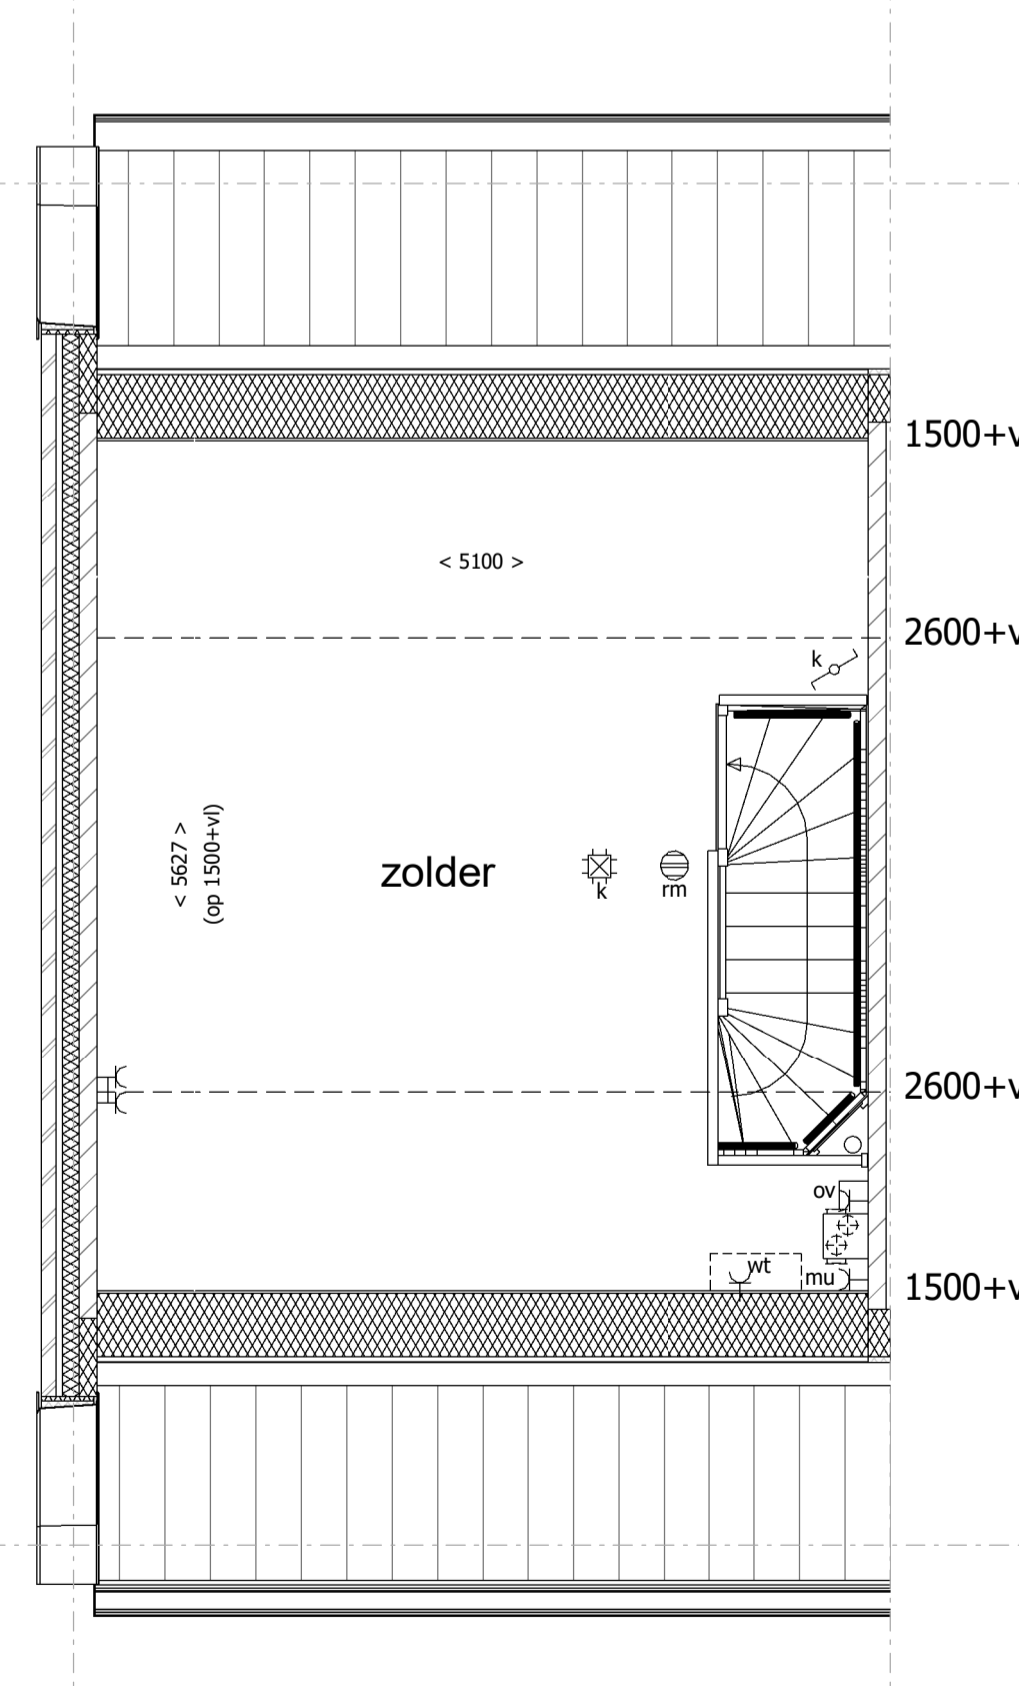 1500+v
< 5100 >
2600+v
k
< 5627 >
(op 1500+vl)
zolder
k
rm
2600+v
ov
wt
mu
1500+v